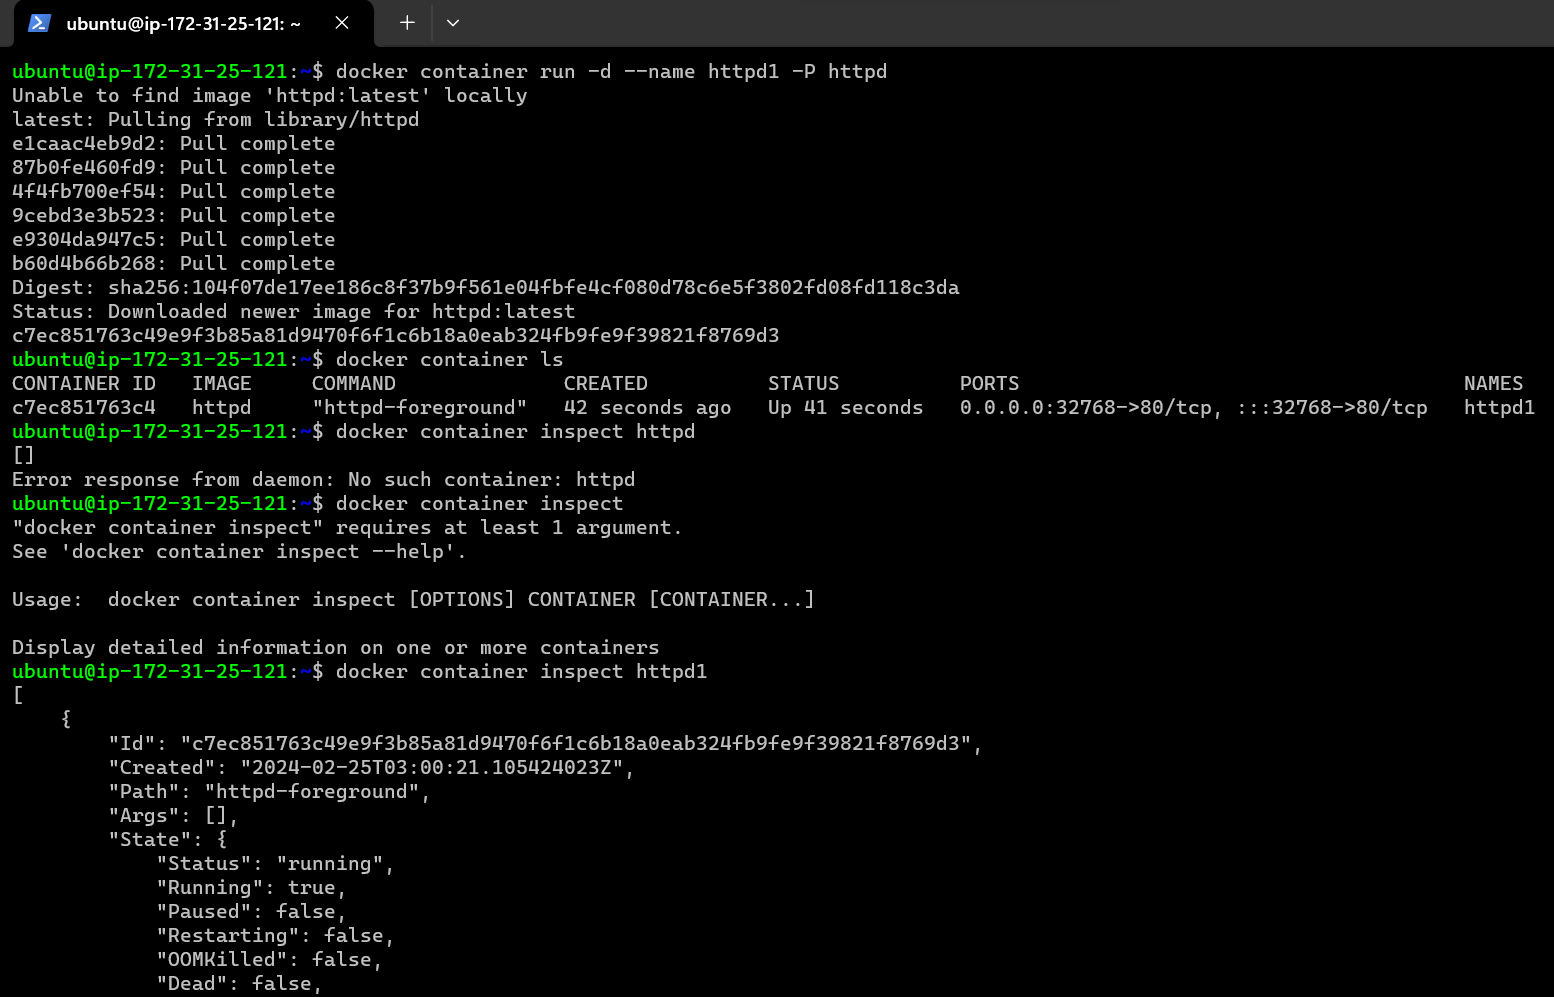 ubuntu@ip-172-31-25-121: ~
ubuntu@ip-172-31-25-121:~$ docker container run -d --name httpd1 -P httpd
Unable to find image 'httpd:latest' locally
latest: Pulling from library/httpd
e1caac4eb9d2: Pull complete
87b0fe460fd9: Pull complete
4f4fb700ef54: Pull complete
9cebd3e3b523: Pull complete
e9304da947c5: Pull complete
b60d4b66b268: Pull complete
Digest: sha256:104f07de17ee186c8f37b9f561e04fbfe4cf080d78c6e5f3802fd08fd118c3da
Status: Downloaded newer image for httpd:latest
c7ec851763c49e9f3b85a81d9470f6f1c6b18a0eab324fb9fe9f39821f8769d3
ubuntu@ip-172-31-25-121:~$ docker container ls
CONTAINER ID   IMAGE     COMMAND              CREATED          STATUS          PORTS                                     NAMES
c7ec851763c4   httpd     "httpd-foreground"   42 seconds ago   Up 41 seconds   0.0.0.0:32768->80/tcp, :::32768->80/tcp   httpd1
ubuntu@ip-172-31-25-121:~$ docker container inspect httpd
[]
Error response from daemon: No such container: httpd
ubuntu@ip-172-31-25-121:~$ docker container inspect
"docker container inspect" requires at least 1 argument.
See 'docker container inspect --help'.

Usage:  docker container inspect [OPTIONS] CONTAINER [CONTAINER...]

Display detailed information on one or more containers
ubuntu@ip-172-31-25-121:~$ docker container inspect httpd1
[
    {
        "Id": "c7ec851763c49e9f3b85a81d9470f6f1c6b18a0eab324fb9fe9f39821f8769d3",
        "Created": "2024-02-25T03:00:21.105424023Z",
        "Path": "httpd-foreground",
        "Args": [],
        "State": {
            "Status": "running",
            "Running": true,
            "Paused": false,
            "Restarting": false,
            "OOMKilled": false,
            "Dead": false,